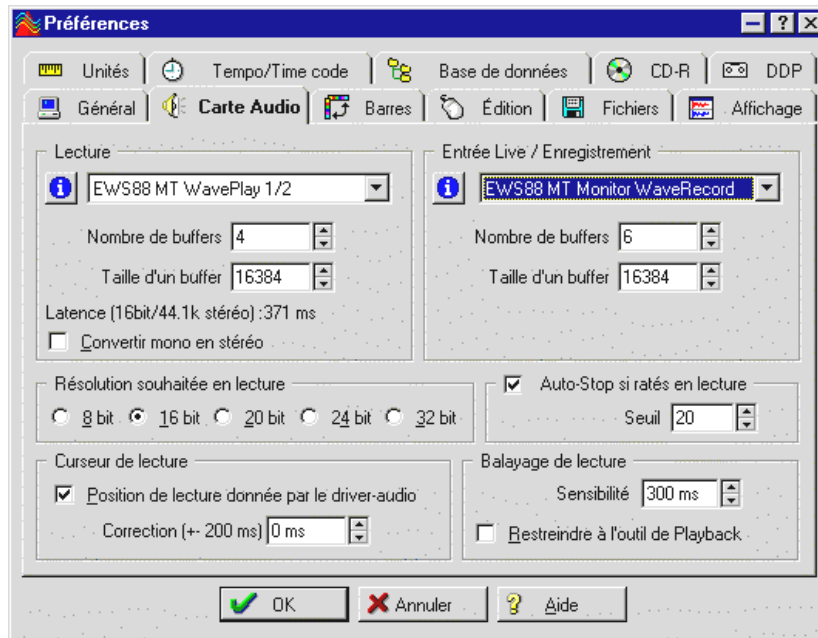 Préférences
Unités
Tempo/Time code
Base de données
CD-R
DDP
Général
Carte Audio
Barres
Édition
Fichiers
Affichage
Lecture
EWS88 MT WavePlay 1/2
Nombre de buffers 4
Taille d'un buffer 16384
Latence (16bit/44.1k stéréo) :371 ms
Convertir mono en stéréo
Entrée Live / Enregistrement
EWS88 MT Monitor WaveRecord
Nombre de buffers 6
Taille d'un buffer 16384
Résolution souhaitée en lecture
8 bit 16 bit 20 bit 24 bit 32 bit
Auto-Stop si ratés en lecture
Seuil 20
Curseur de lecture
Position de lecture donnée par le driver-audio
Correction (+- 200 ms) 0 ms
Balayage de lecture
Sensibilité 300 ms
Restreindre à l'outil de Playback
OK
Annuler
Aide